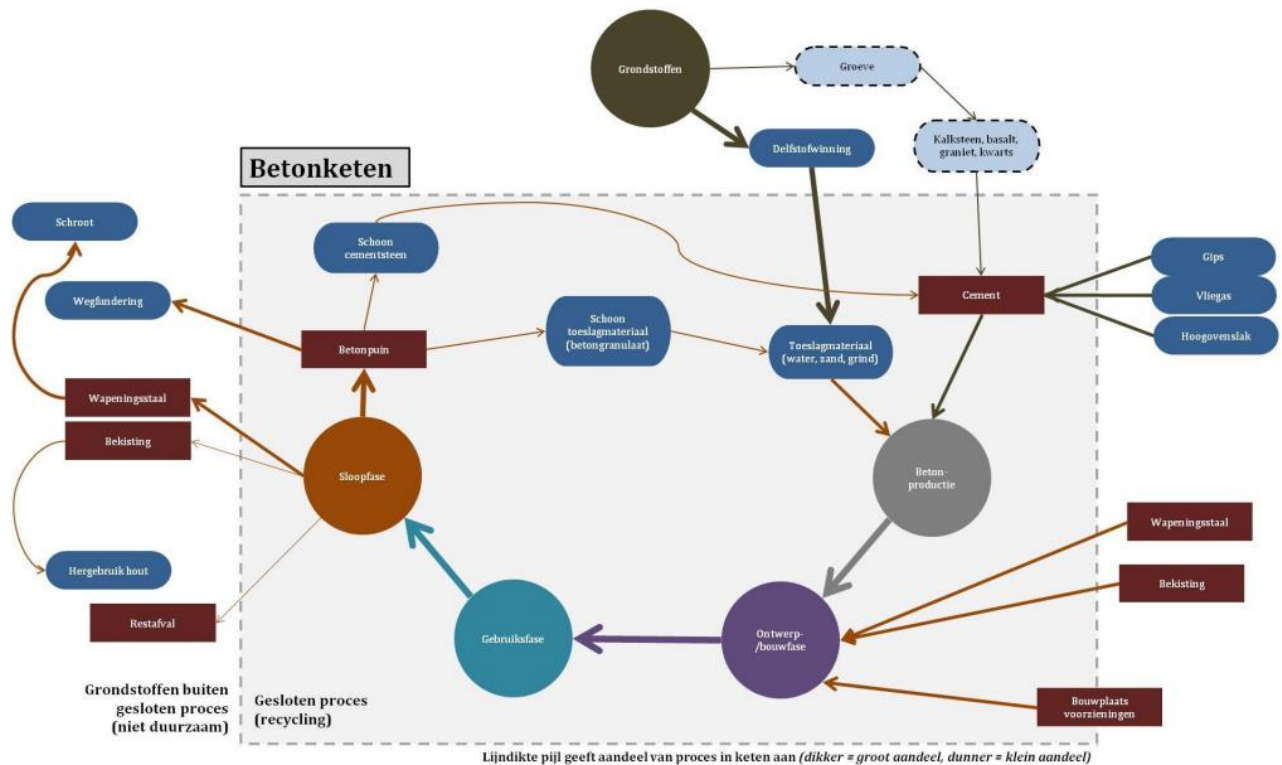 Grondstoffen
Groeve
Kalksteen, basalt,
graniet, kwarts
Delfstofwinning
Betonketen
Schroot
Schoon
cementsteen
Gips
Wegfundering
Cement
Vliegas
Schoon
toeslagmateriaal
(betongranulaat)
Hoogovenslak
Betonpuin
Toeslagmateriaal
(water, zand, grind)
Wapeningsstaal
Bekisting
Sloopfase
Beton-
productie
Wapeningsstaal
Hergebruik hout
Bekisting
Restafval
Gebruiksfase
Ontwerp-
/bouwfase
Grondstoffen buiten
gesloten proces
(niet duurzaam)
Gesloten proces
(recycling)
Bouwplaats
voorzieningen
Lijndikte pijl geeft aandeel van proces in keten aan (dikker = groot aandeel, dunner = klein aandeel)